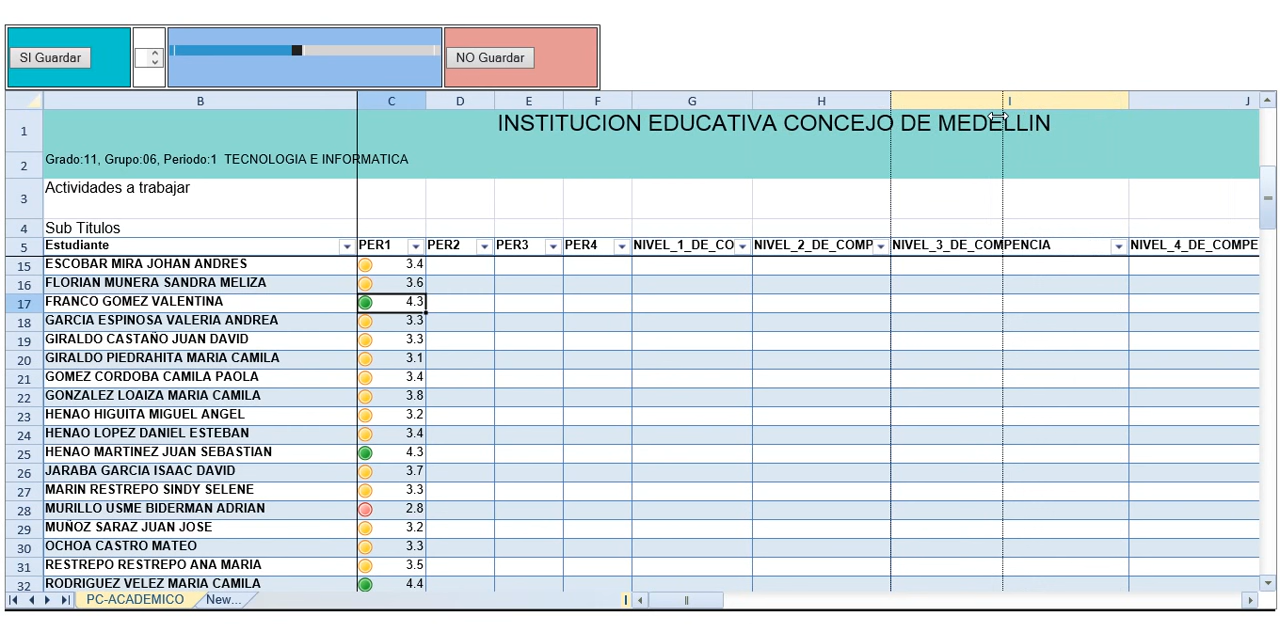 SI Guardar NO Guardar
B C D E F G H I J
1 INSTITUCION EDUCATIVA CONCEJO DE MEDELLIN
2 Grado:11, Grupo:06, Periodo:1 TECNOLOGIA E INFORMATICA
3 Actividades a trabajar
4 Sub Titulos
5 Estudiante PER1 PER2 PER3 PER4 NIVEL_1_DE_CO NIVEL_2_DE_COMP NIVEL_3_DE_COMPENCIA NIVEL_4_DE_COMPE
15 ESCOBAR MIRA JOHAN ANDRES 3.4
16 FLORIAN MUNERA SANDRA MELIZA 3.6
17 FRANCO GOMEZ VALENTINA 4.3
18 GARCIA ESPINOSA VALERIA ANDREA 3.3
19 GIRALDO CASTAÑO JUAN DAVID 3.3
20 GIRALDO PIEDRAHITA MARIA CAMILA 3.1
21 GOMEZ CORDOBA CAMILA PAOLA 3.4
22 GONZALEZ LOAIZA MARIA CAMILA 3.8
23 HENAO HIGUITA MIGUEL ANGEL 3.2
24 HENAO LOPEZ DANIEL ESTEBAN 3.4
25 HENAO MARTINEZ JUAN SEBASTIAN 4.3
26 JARABA GARCIA ISAAC DAVID 3.7
27 MARIN RESTREPO SINDY SELENE 3.3
28 MURILLO USME BIDERMAN ADRIAN 2.8
29 MUÑOZ SARAZ JUAN JOSE 3.2
30 OCHOA CASTRO MATEO 3.3
31 RESTREPO RESTREPO ANA MARIA 3.5
32 RODRIGUEZ VELEZ MARIA CAMILA 4.4
PC-ACADEMICO New...